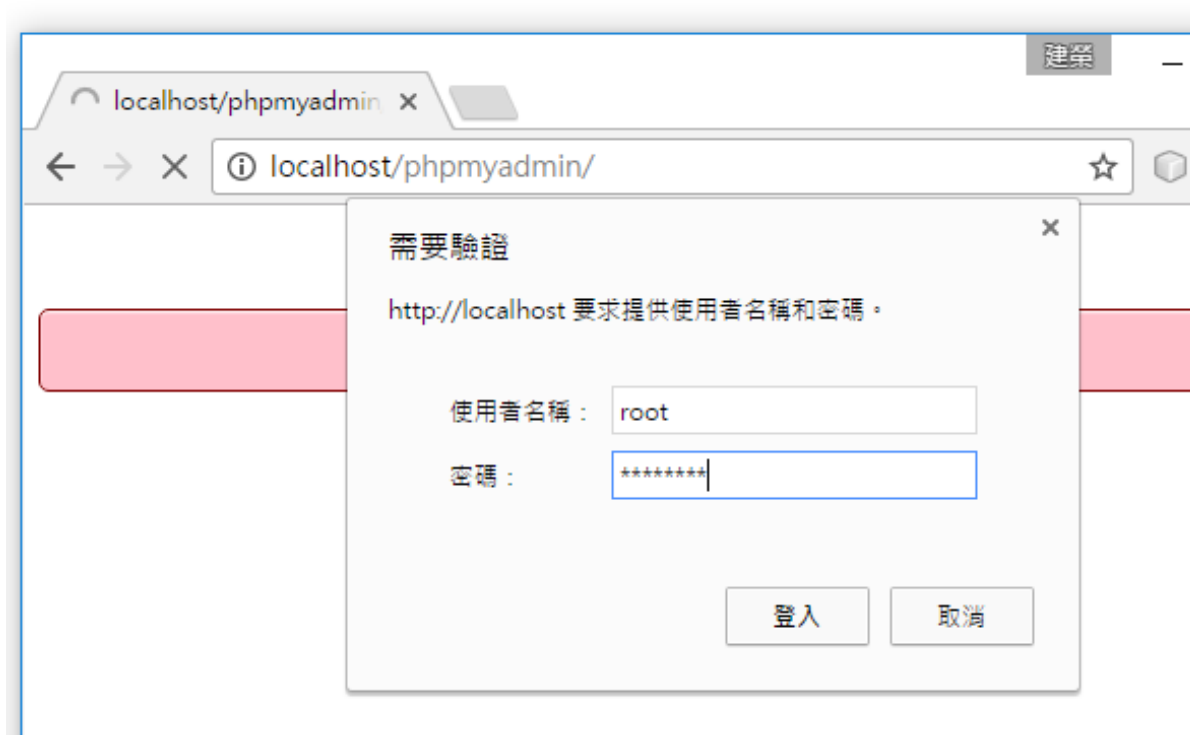 建榮
localhost/phpmyadmin
localhost/phpmyadmin/
需要驗證
http://localhost 要求提供使用者名稱和密碼。
使用者名稱： root
密碼： ********
登入 取消